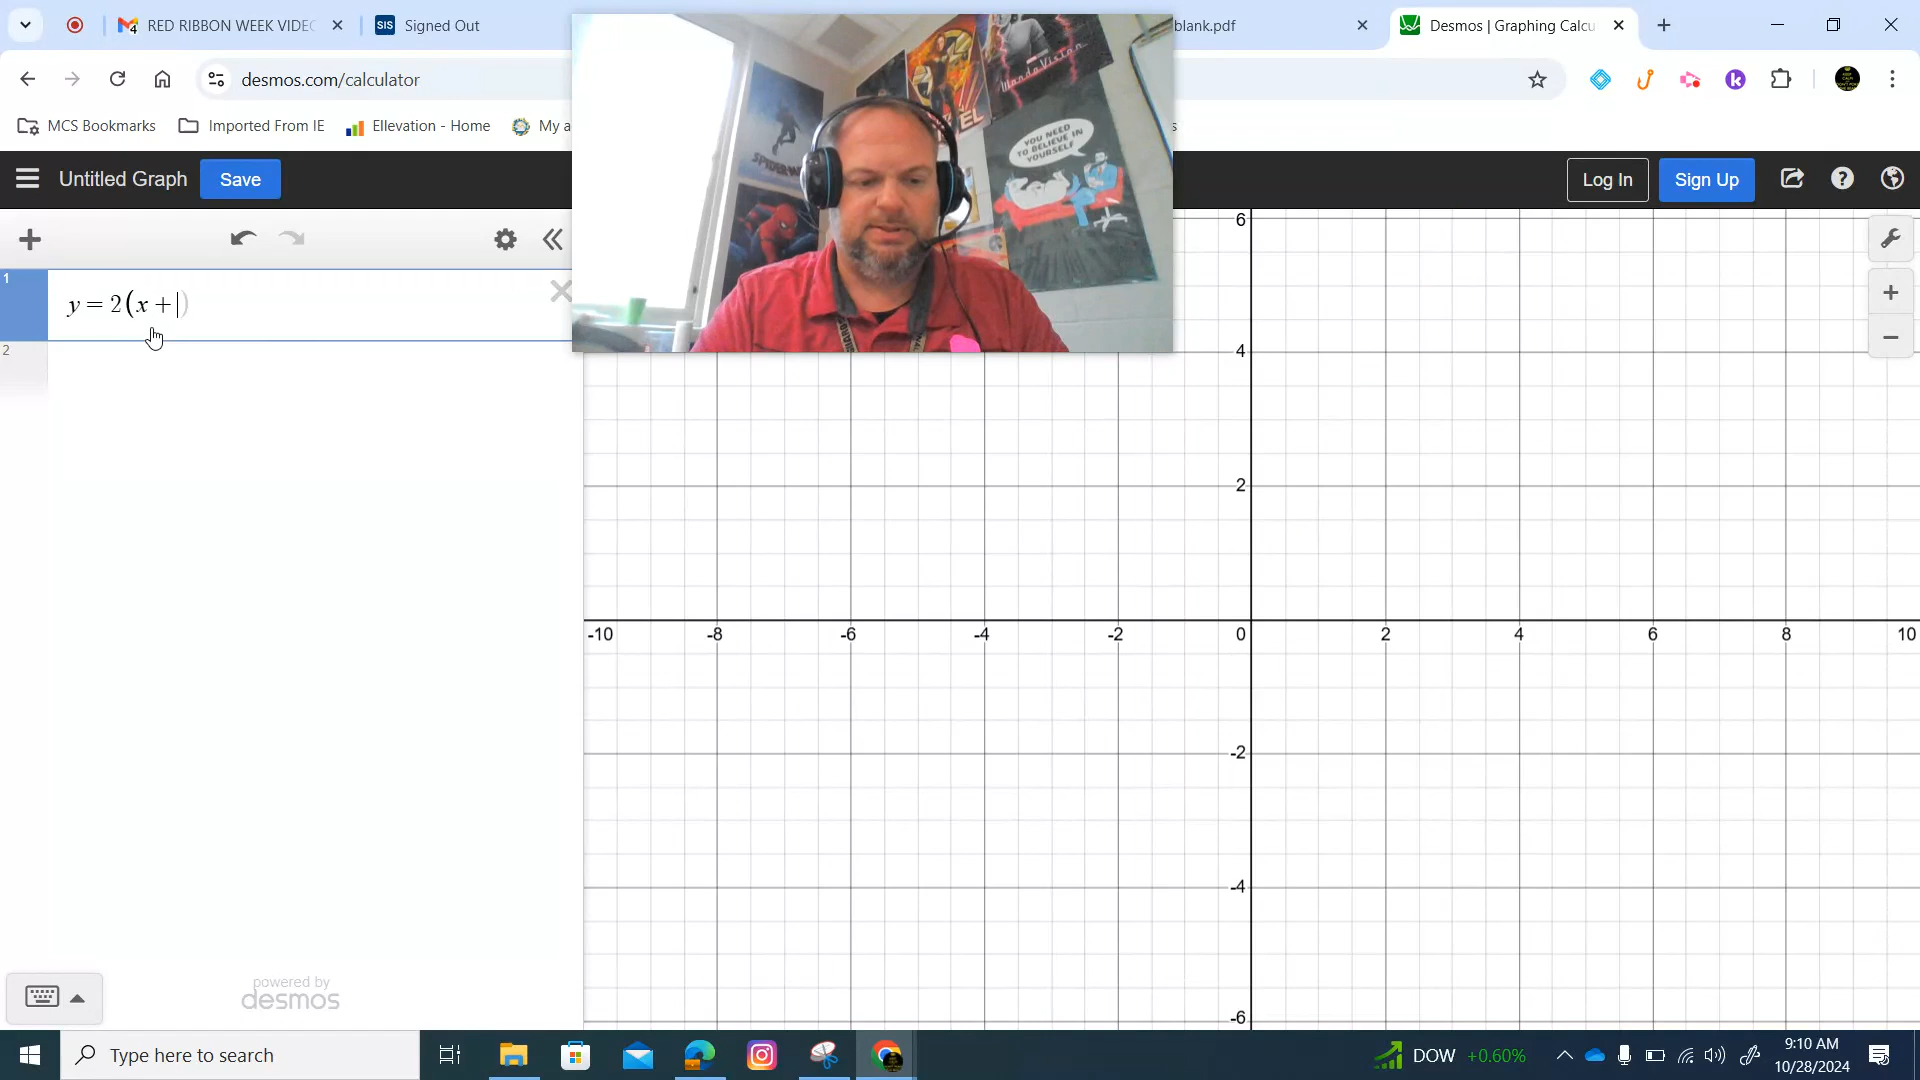 RED RIBBON WEEK VIDEO
SIS Signed Out
blank.pdf
Desmos | Graphing Calcu
desmos.com/calculator
MCS Bookmarks
Imported From IE
Ellevation - Home
My a
Untitled Graph
Save
Log In
Sign Up
1
y = 2(x + )
2
powered by
desmos
6
4
2
-10 -8 -6 -4 -2 0 2 4 6 8 10
-2
-4
-6
SPIDER
WandaVision
YOU NEED
TO BELIEVE IN
YOURSELF
Type here to search
DOW +0.60%
9:10 AM
10/28/2024